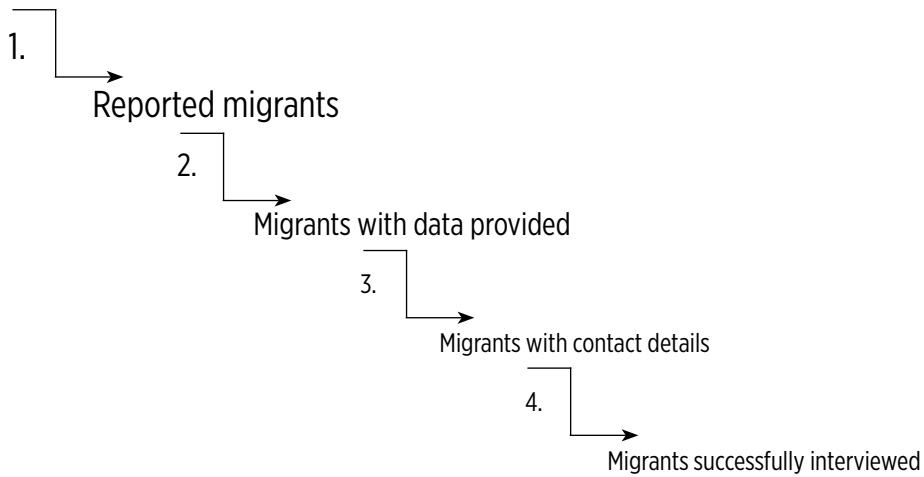 1.
Reported migrants
2.
Migrants with data provided
3.
Migrants with contact details
4.
Migrants successfully interviewed